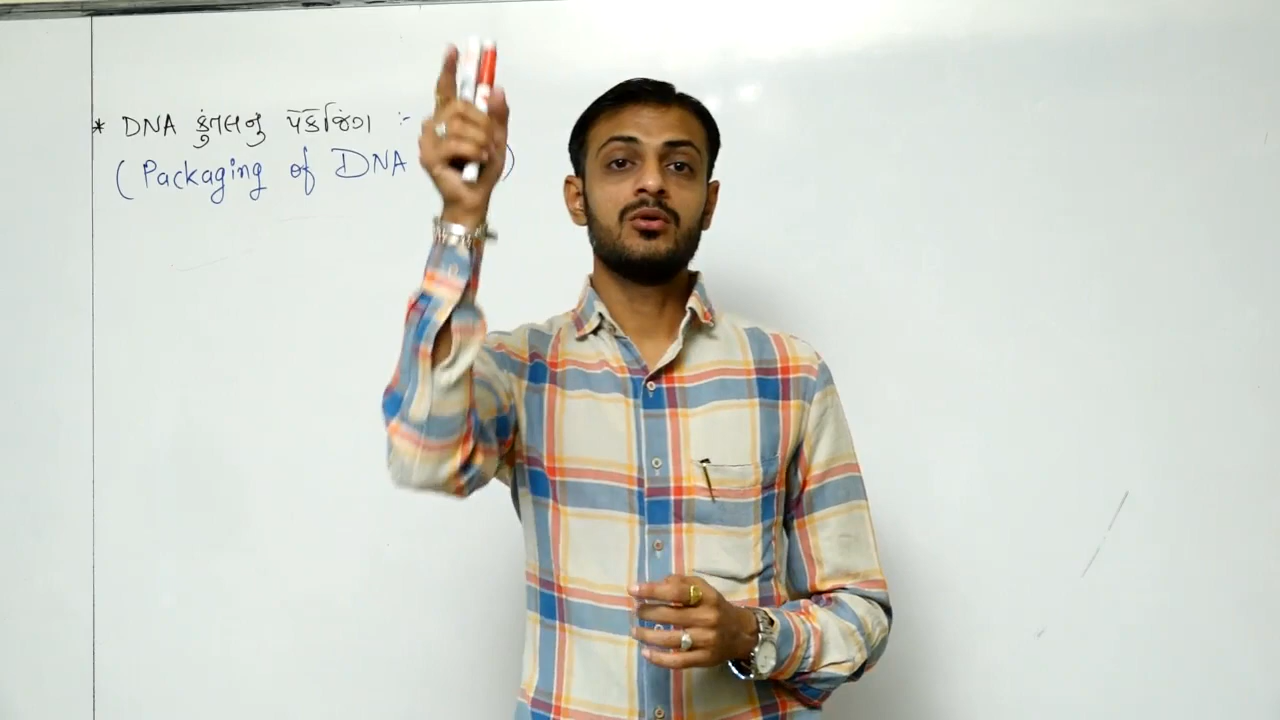 * DNA કુંતલનું પેકેજિંગ :-
(Packaging of DNA )